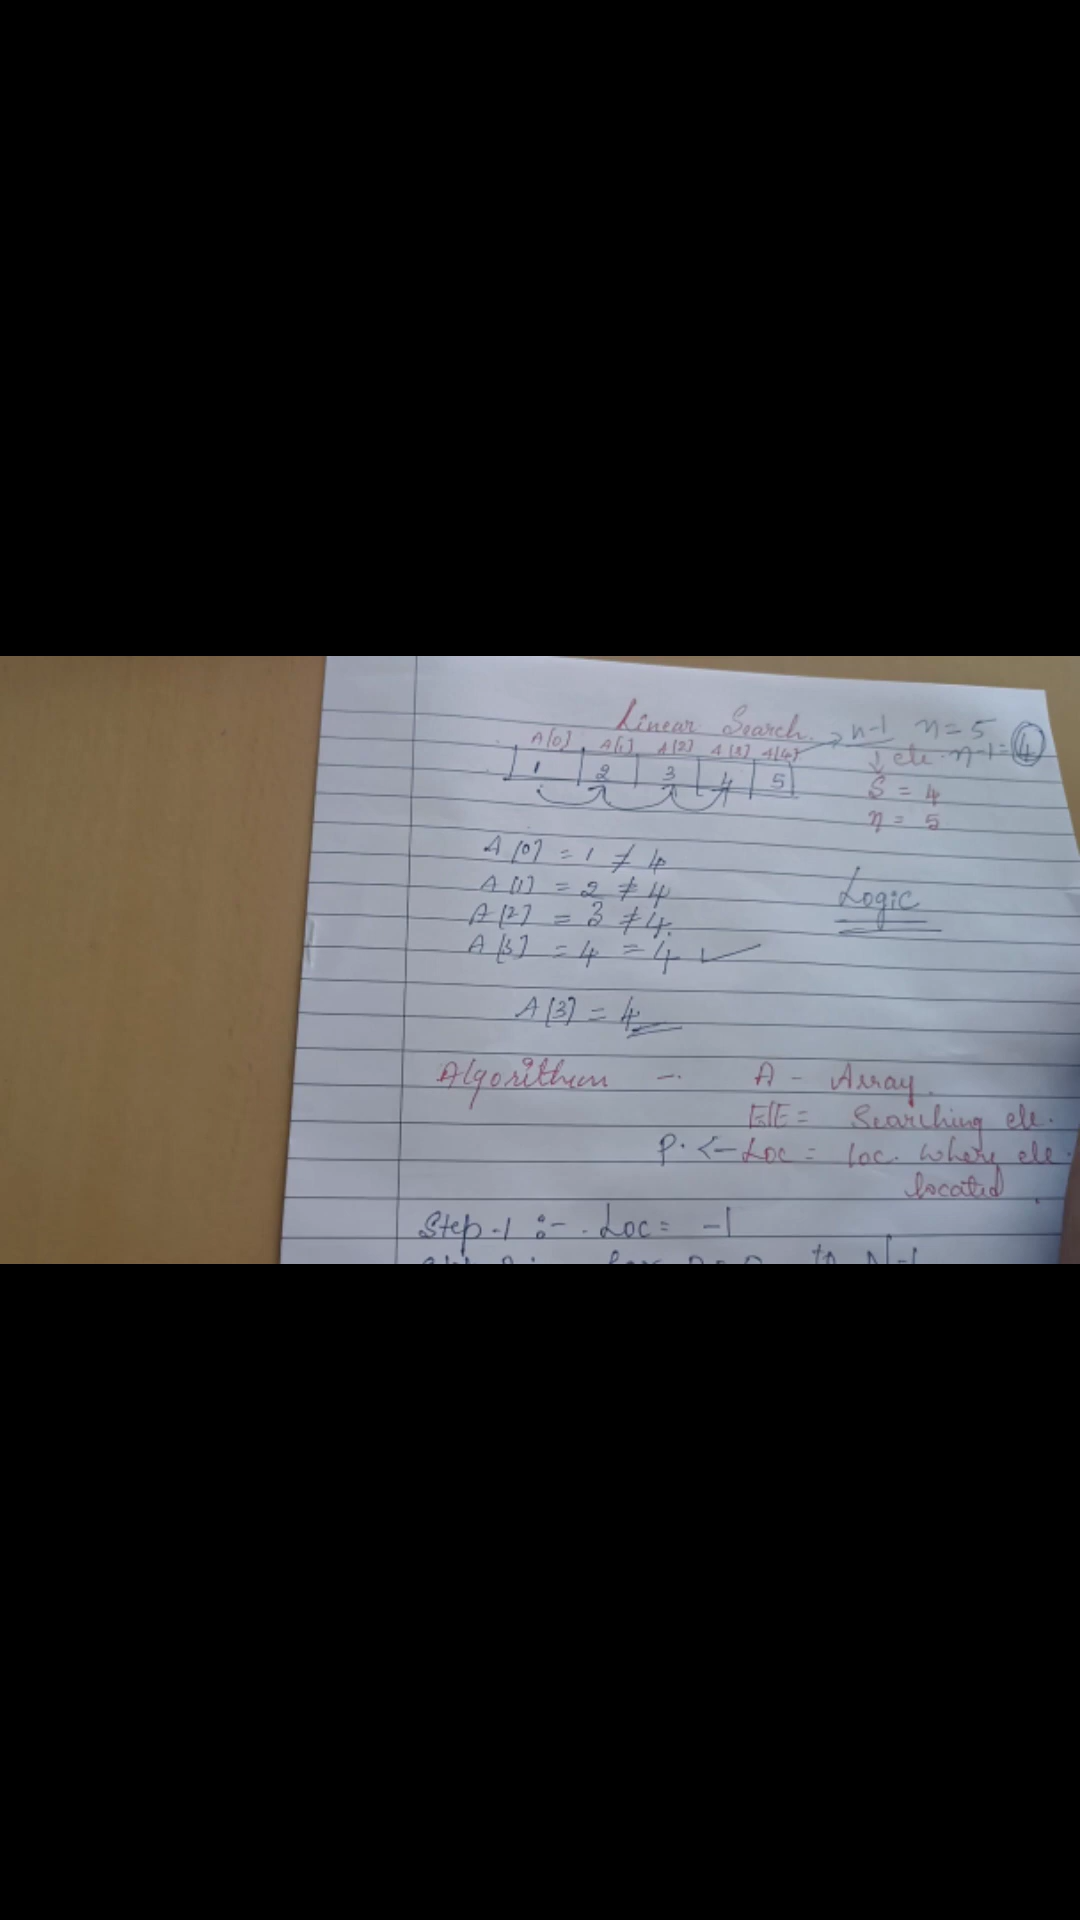 Linear Search. n-1 n=5
A[0] A[1] A[2] A[3] A[4] ele. n-1=4
1 2 3 4 5 S = 4
n = 5
A[0] = 1 ≠ 4
A[1] = 2 ≠ 4
Logic
A[2] = 3 ≠ 4.
A[3] = 4 = 4 ✓
A[3] = 4
Algorithm - A - Array.
ELE = Searching ele.
P. <- Loc = loc. where ele.
located
Step-1 :- Loc = -1
to N-1